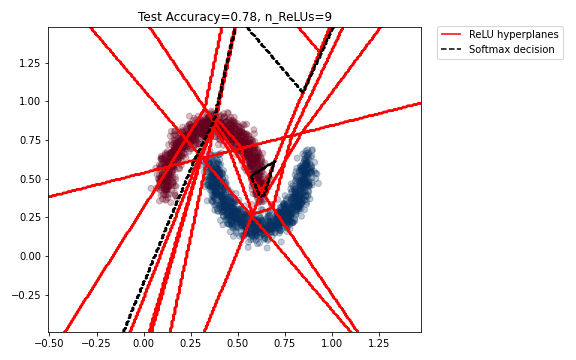 Test Accuracy=0.78, n_ReLUs=9
ReLU hyperplanes
Softmax decision
1.25
1.00
0.75
0.50
0.25
0.00
−0.25
−0.50 −0.25 0.00 0.25 0.50 0.75 1.00 1.25